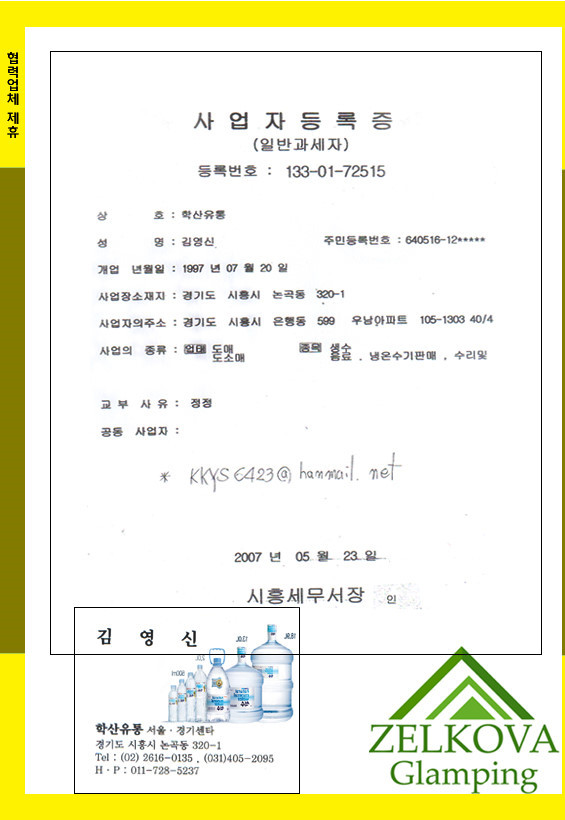 협력업체 제휴
사 업 자 등 록 증
(일반과세자)
등록번호 : 133-01-72515
상 호 : 학산유통
성 명 : 김영신 주민등록번호 : 640516-12*****
개업 년월일 : 1997 년 07 월 20 일
사업장소재지 : 경기도 시흥시 논곡동 320-1
사업자의주소 : 경기도 시흥시 은행동 599 우남아파트 105-1303 40/4
사업의 종류 : 업태 도매 종목 생수
도소매 음료 . 냉온수기판매 , 수리및
교 부 사 유 : 정정
공동 사업자 :
* KKYS6423@hanmail.net
2007 년 05 월 23 일
시흥세무서장 인
김 영 신
학산유통 서울 · 경기센타
경기도 시흥시 논곡동 320-1
Tel : (02) 2616-0135 , (031)405-2095
H · P : 011-728-5237
ZELKOVA
Glamping